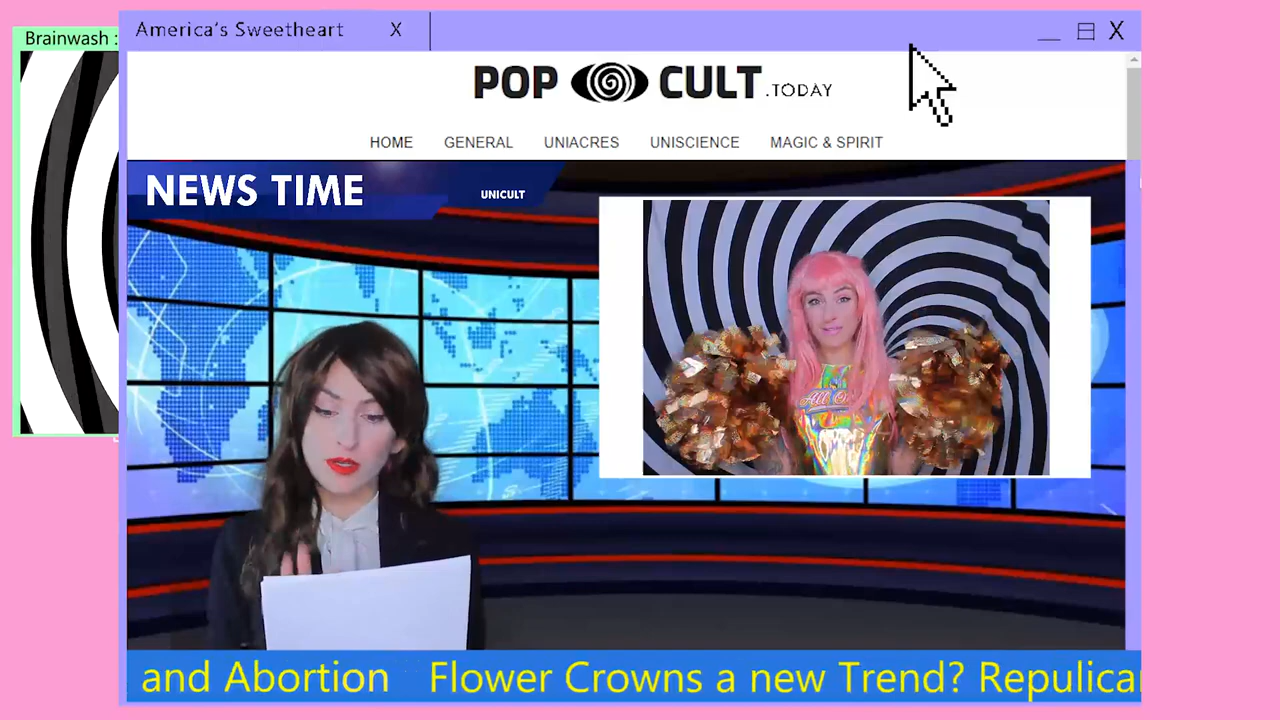 Brainwash :
America's Sweetheart X
X
POP CULT .TODAY
HOME GENERAL UNIACRES UNISCIENCE MAGIC & SPIRIT
NEWS TIME UNICULT
and Abortion Flower Crowns a new Trend? Repulica